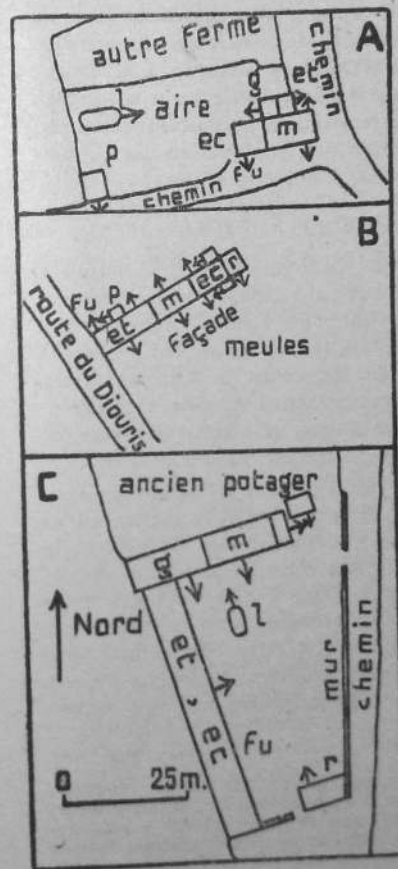 A
autre Ferme
chemin
g
et
aire
ec
m
p
Fu
chemin
B
route du Diouris
Fu
p
ec
m
ec
r
façade
meules
C
ancien potager
m
Nord
l
et, ec
mur
chemin
Fu
r
0 25m.